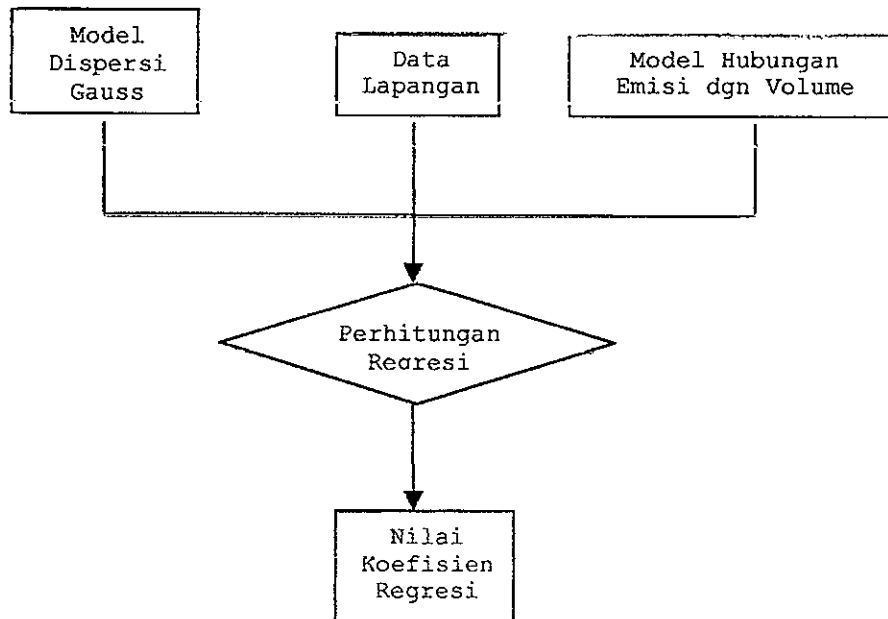 Model
Dispersi
Gauss
Data
Lapangan
Model Hubungan
Emisi dgn Volume
Perhitungan
Regresi
Nilai
Koefisien
Regresi